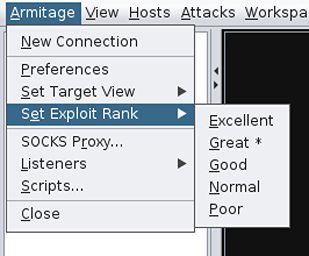 Armitage View Hosts Attacks Workspa
New Connection
Preferences
Set Target View
Set Exploit Rank
Excellent
Great *
Good
Normal
Poor
SOCKS Proxy...
Listeners
Scripts...
Close